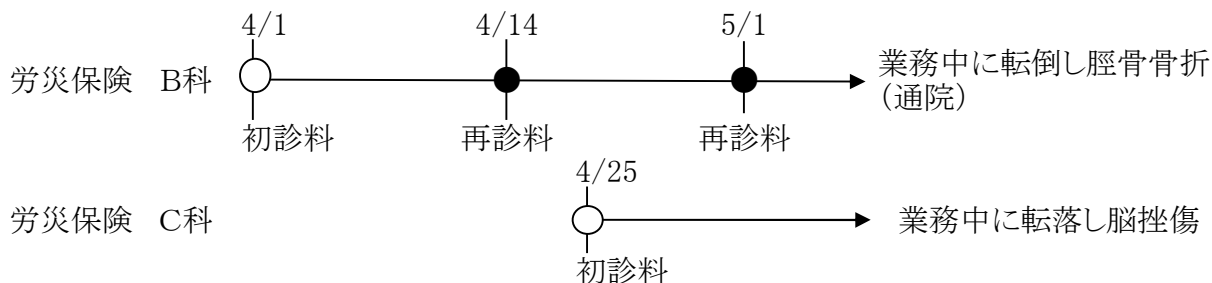 4/1 4/14 5/1
労災保険 B科 業務中に転倒し脛骨骨折
(通院)
初診料 再診料 再診料
4/25
労災保険 C科 業務中に転落し脳挫傷
初診料